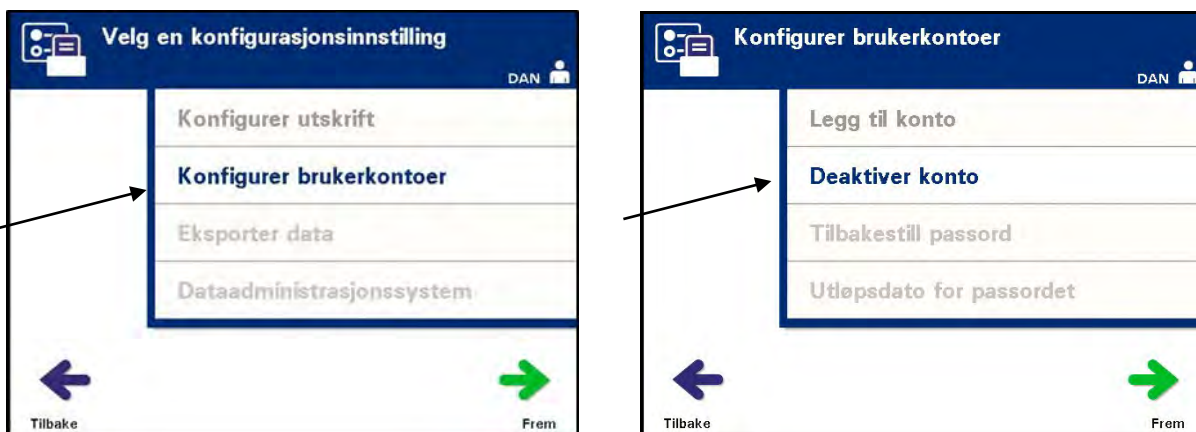 Velg en konfigurasjonsinnstilling
DAN
Konfigurer utskrift
Konfigurer brukerkontoer
Eksporter data
Dataadministrasjonssystem
Tilbake
Frem
Konfigurer brukerkontoer
DAN
Legg til konto
Deaktiver konto
Tilbakestill passord
Utløpsdato for passordet
Tilbake
Frem